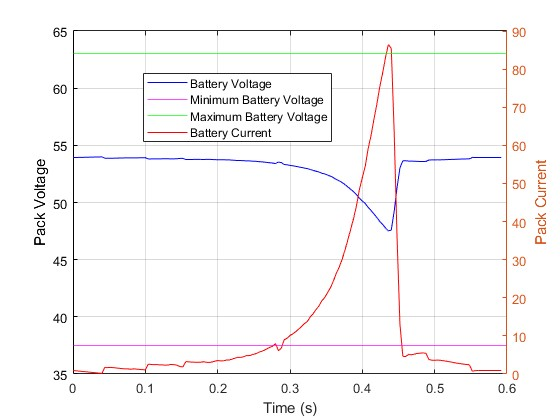 65
60
55
50
45
40
35
Pack Voltage
Battery Voltage
Minimum Battery Voltage
Maximum Battery Voltage
Battery Current
90
80
70
60
50
40
30
20
10
0
Pack Current
0 0.1 0.2 0.3 0.4 0.5 0.6
Time (s)